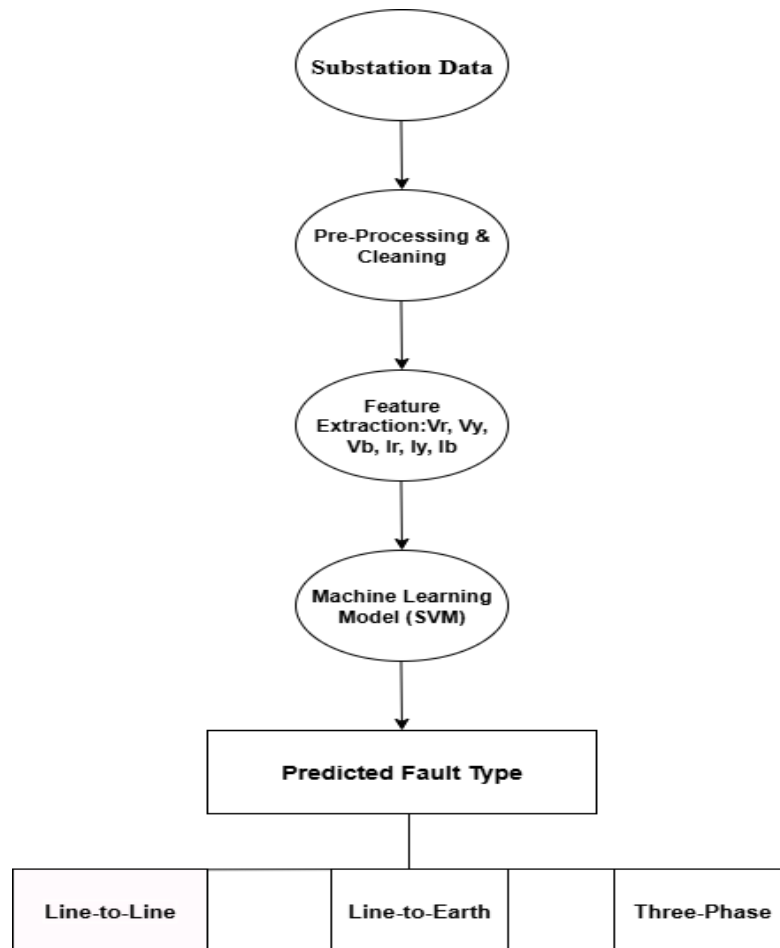 Substation Data
Pre-Processing &
Cleaning
Feature
Extraction:Vr, Vy,
Vb, Ir, Iy, Ib
Machine Learning
Model (SVM)
Predicted Fault Type
Line-to-Line
Line-to-Earth
Three-Phase